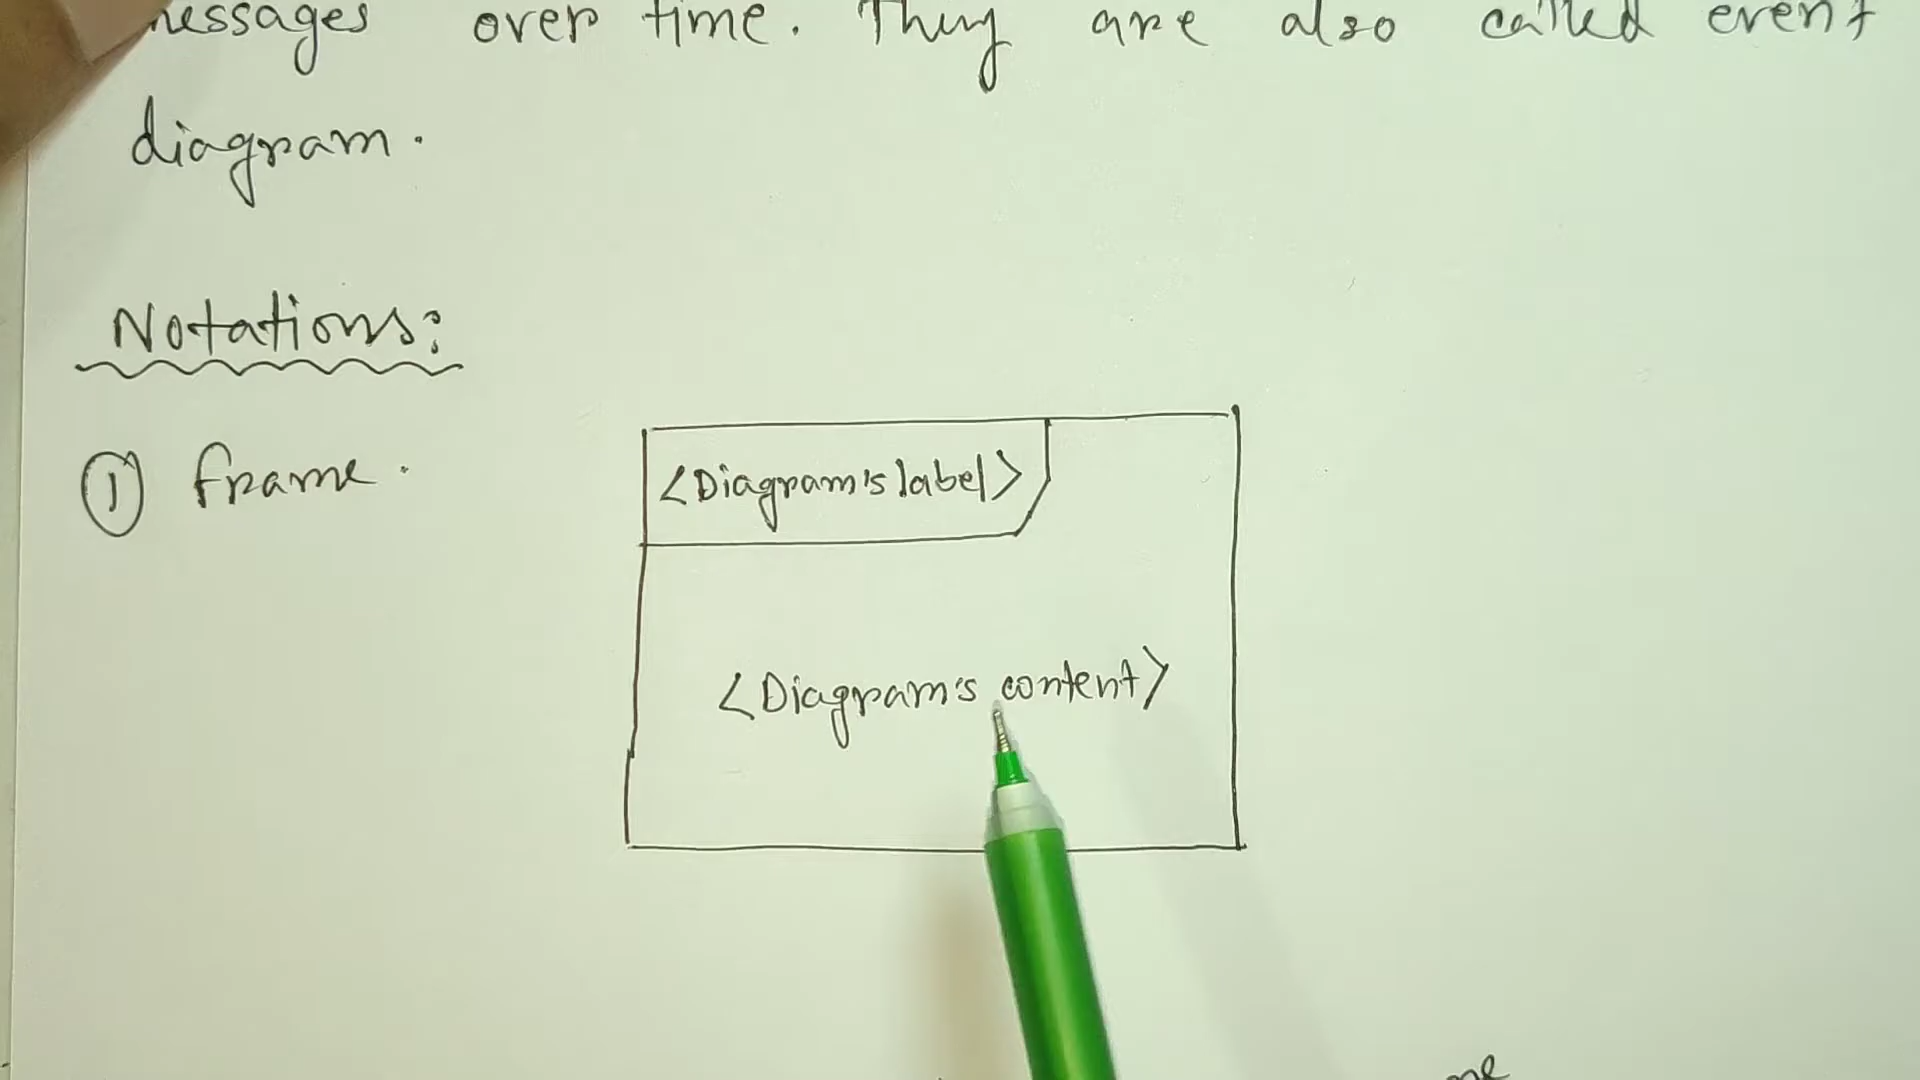 messages over time. They are also called event
diagram.
Notations:
① frame.
<Diagram's label>
<Diagram's content>